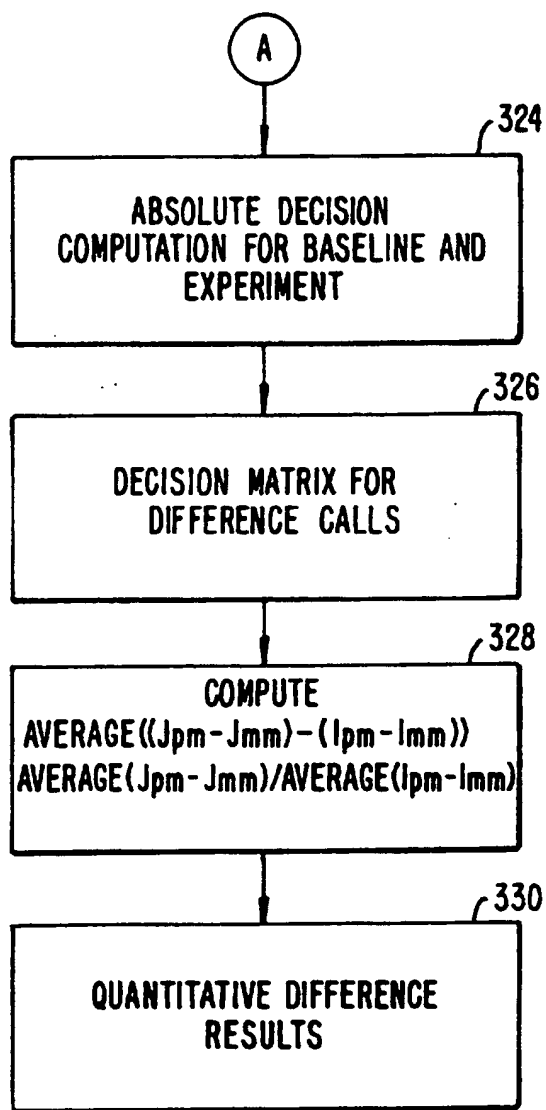 A
324
ABSOLUTE DECISION
COMPUTATION FOR BASELINE AND
EXPERIMENT
326
DECISION MATRIX FOR
DIFFERENCE CALLS
328
COMPUTE
AVERAGE((Jpm-Jmm)-(Ipm-Imm))
AVERAGE(Jpm-Jmm)/AVERAGE(Ipm-Imm)
330
QUANTITATIVE DIFFERENCE
RESULTS